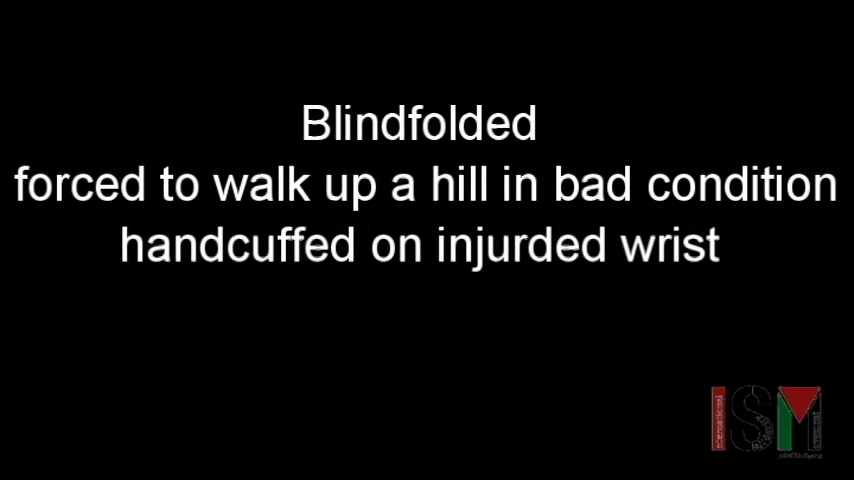 Blindfolded
forced to walk up a hill in bad condition
handcuffed on injurded wrist
ISM